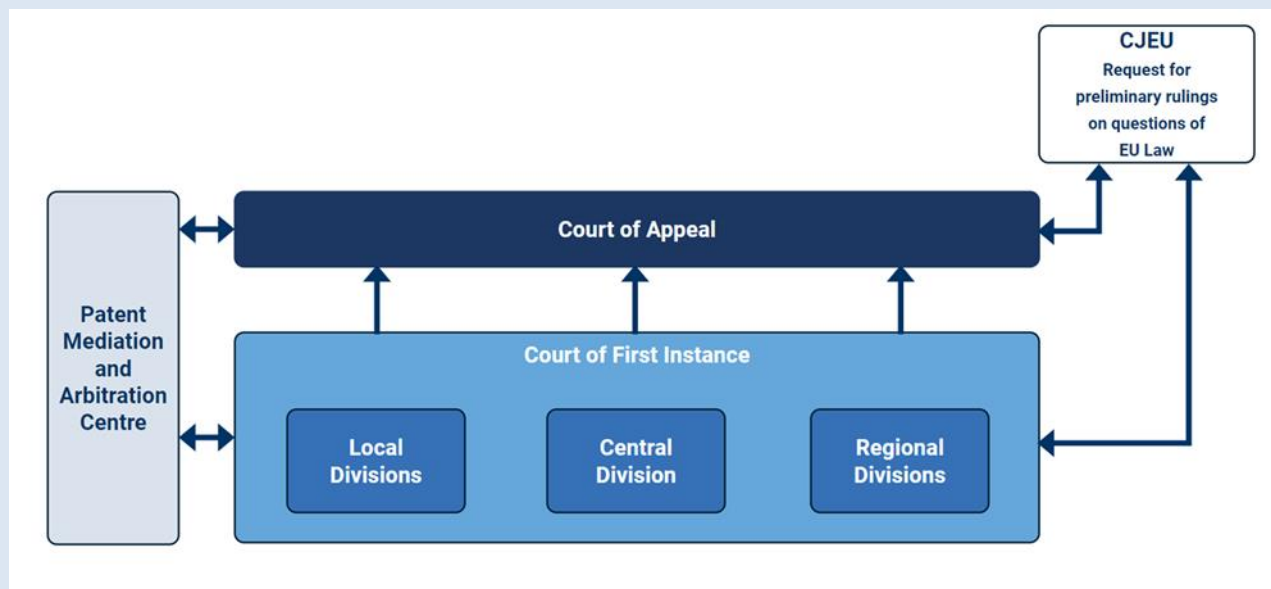 CJEU
Request for
preliminary rulings
on questions of
EU Law
Court of Appeal
Patent
Mediation
and
Arbitration
Centre
Court of First Instance
Local
Divisions
Central
Division
Regional
Divisions